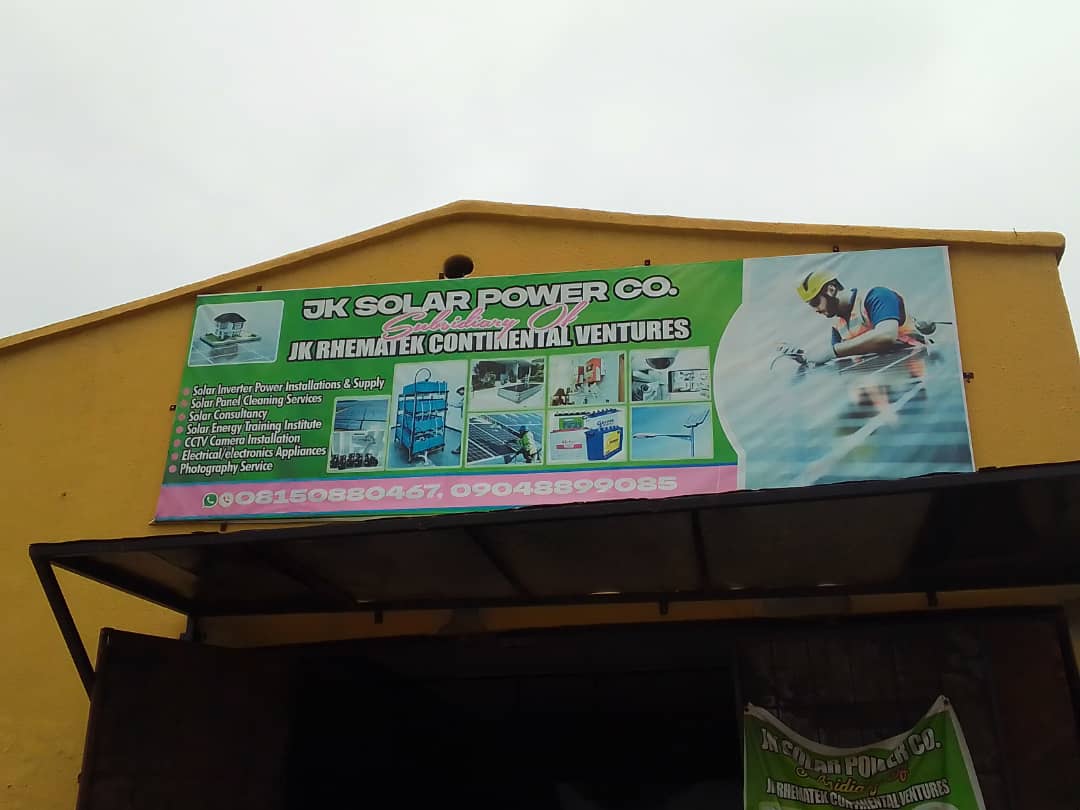 JK SOLAR POWER CO.
Subsidiary Of
JK RHEMATEK CONTINENTAL VENTURES
Solar Inverter Power Installations & Supply
Solar Panel Cleaning Services
Solar Consultancy
Solar Energy Training Institute
CCTV Camera Installation
Electrical/electronics Appliances
Photography Service
08150880467, 09048899085
JK SOLAR POWER CO.
Subsidiary Of
JK RHEMATEK CONTINENTAL VENTURES